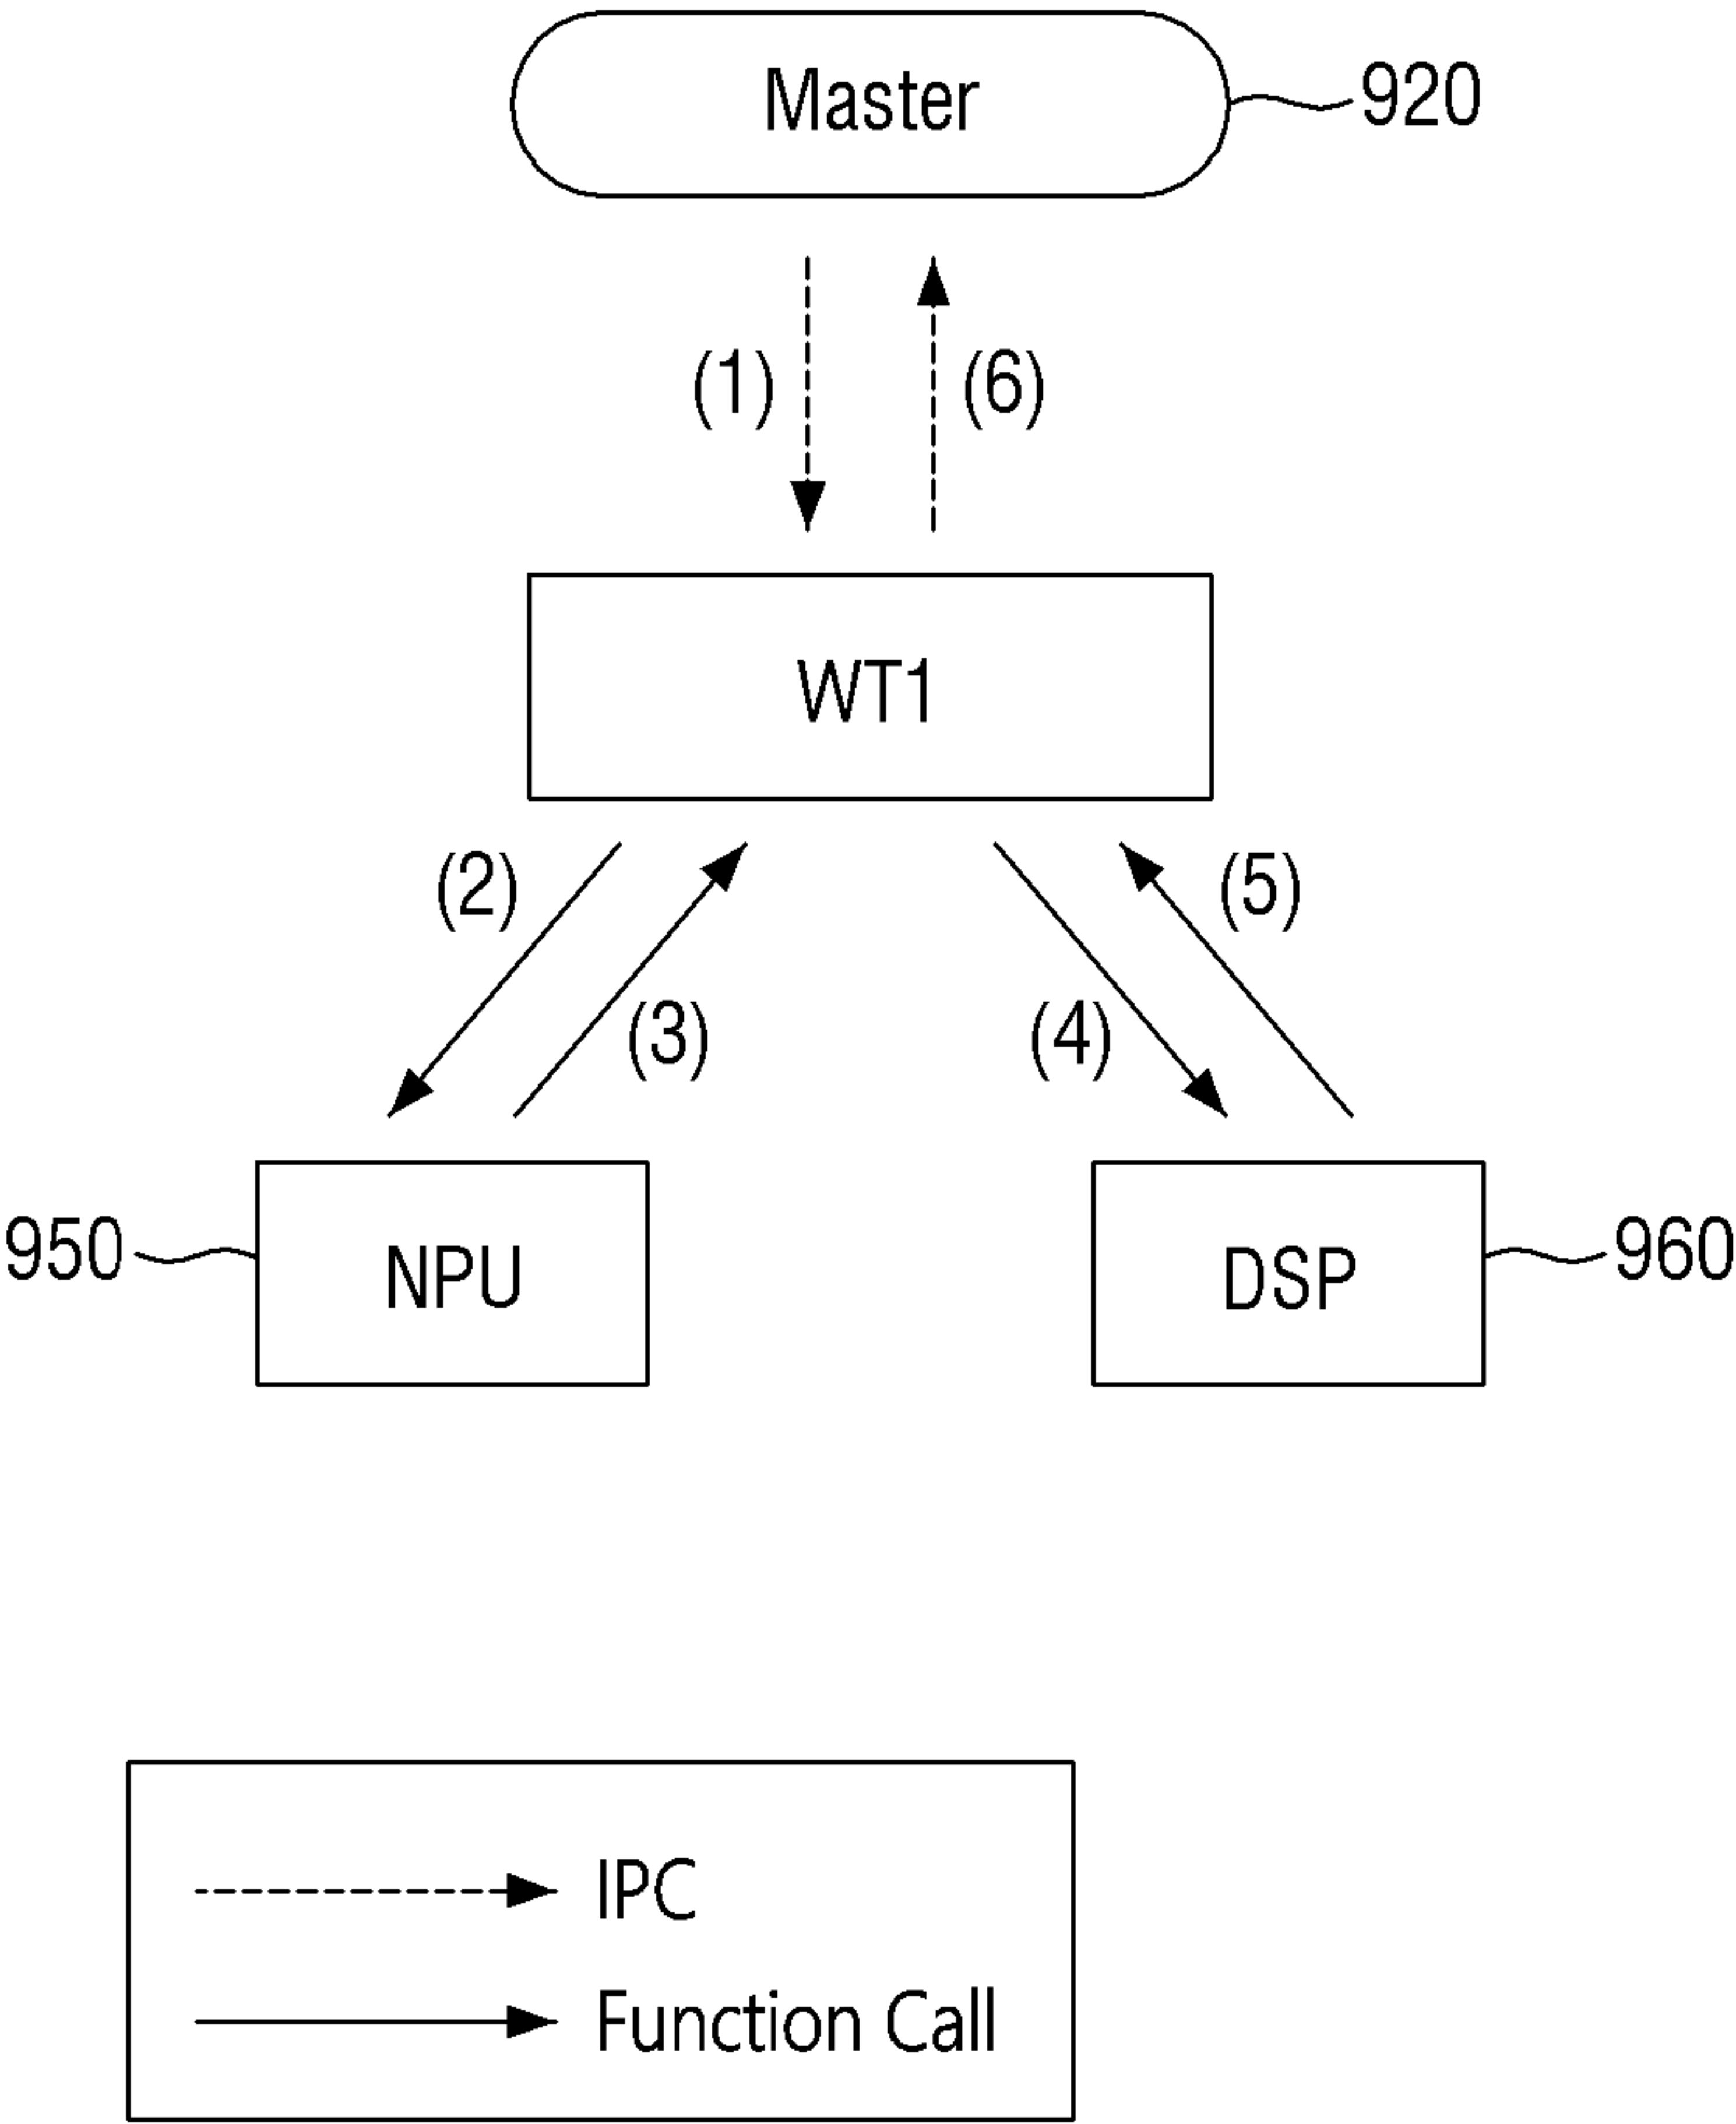 Master
920
(1)
(6)
WT1
(2)
(5)
(3)
(4)
950
NPU
DSP
960
IPC
Function Call